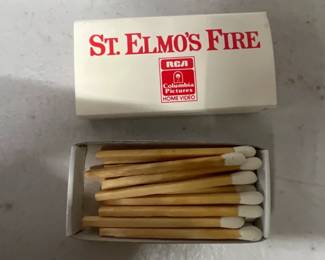 ST. ELMO'S FIRE
RCA
Columbia
Pictures
HOME VIDEO